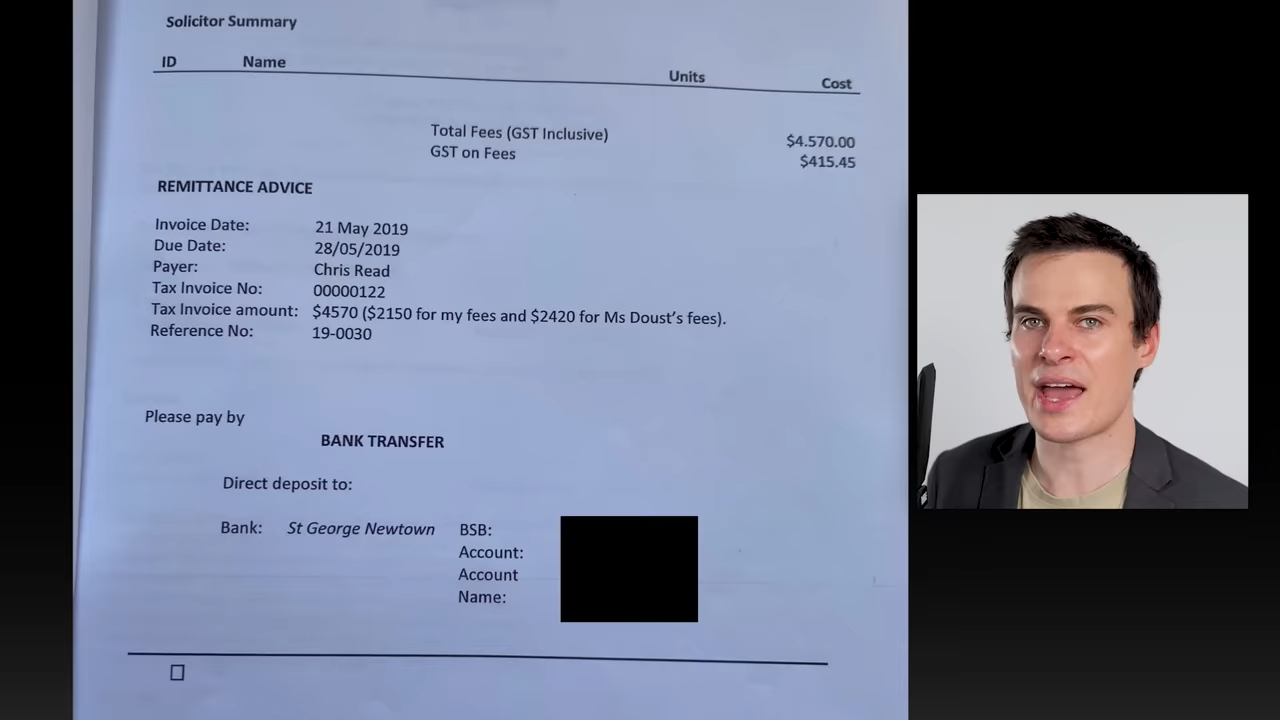 Solicitor Summary
ID Name Units Cost
Total Fees (GST Inclusive) $4.570.00
GST on Fees $415.45
REMITTANCE ADVICE
Invoice Date: 21 May 2019
Due Date: 28/05/2019
Payer: Chris Read
Tax Invoice No: 00000122
Tax Invoice amount: $4570 ($2150 for my fees and $2420 for Ms Doust's fees).
Reference No: 19-0030
Please pay by
BANK TRANSFER
Direct deposit to:
Bank: St George Newtown BSB:
Account:
Account
Name: